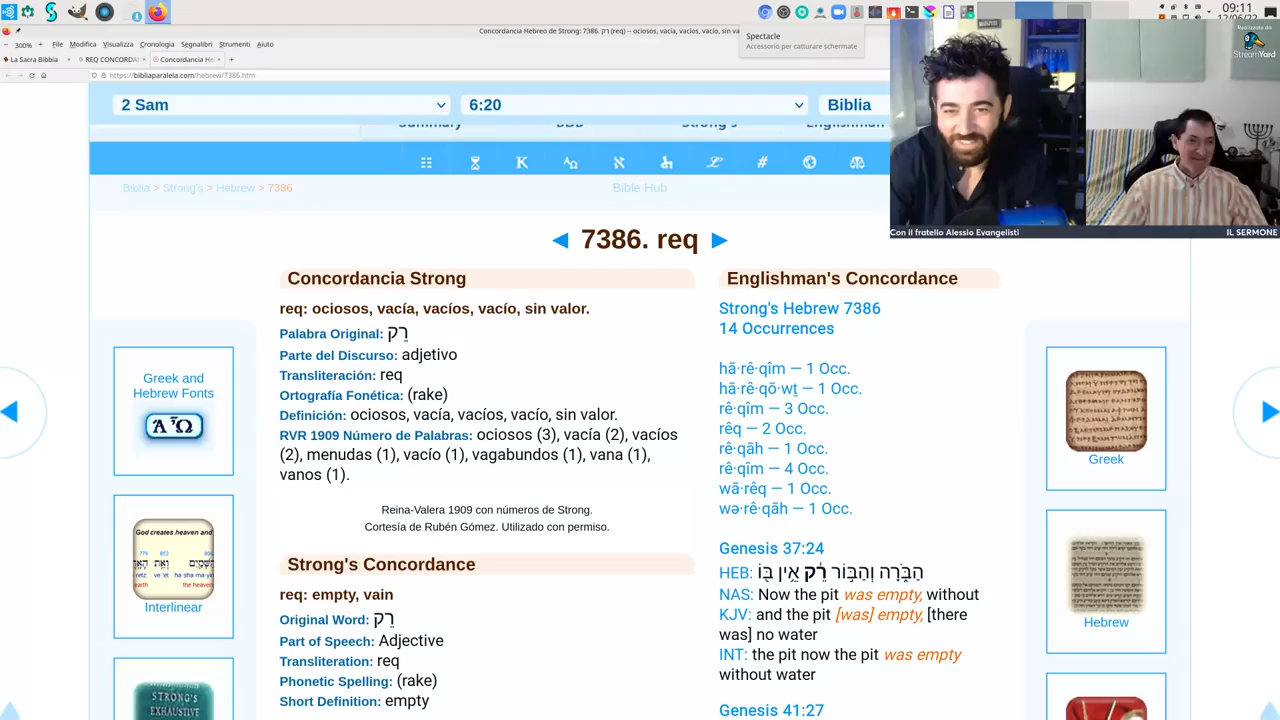 Concordancia Hebreo de Strong: 7386. רֵק (req) -- ociosos, vacía, vacíos, vacío, sin va
09:11
300%
File Modifica Visualizza Cronologia Segnalibri Strumenti Aiuto
Spectacle
Accessorio per catturare schermate
La Sacra Bibbia
REQ CONCORDA
Concordancia He
https://bibliaparalela.com/hebrew/7386.htm
Realizzato da
StreamYard
2 Sam
6:20
Biblia
Summary BDB Strong's Englishman
Biblia > Strong's > Hebrew > 7386
Bible Hub
Con il fratello Alessio Evangelisti
IL SERMONE
7386. req
Concordancia Strong
req: ociosos, vacía, vacíos, vacío, sin valor.
Palabra Original: רֵק
Parte del Discurso: adjetivo
Transliteración: req
Ortografía Fonética: (rake)
Definición: ociosos, vacía, vacíos, vacío, sin valor.
RVR 1909 Número de Palabras: ociosos (3), vacía (2), vacíos
(2), menudas (1), vacío (1), vagabundos (1), vana (1),
vanos (1).
Reina-Valera 1909 con números de Strong.
Cortesía de Rubén Gómez. Utilizado con permiso.
Strong's Concordance
req: empty, vain
Original Word: רֵק
Part of Speech: Adjective
Transliteration: req
Phonetic Spelling: (rake)
Short Definition: empty
Englishman's Concordance
Strong's Hebrew 7386
14 Occurrences
hā·rê·qîm — 1 Occ.
hā·rê·qō·wṯ — 1 Occ.
rê·qîm — 3 Occ.
rêq — 2 Occ.
rê·qāh — 1 Occ.
rê·qîm — 4 Occ.
wā·rêq — 1 Occ.
wə·rê·qāh — 1 Occ.
Genesis 37:24
HEB: הַבֹּ֑רָה וְהַבּ֣וֹר רֵ֔ק אֵ֥ין בּ֖וֹ
NAS: Now the pit was empty, without
KJV: and the pit [was] empty, [there
was] no water
INT: the pit now the pit was empty
without water
Genesis 41:27
Greek and
Hebrew Fonts
God creates heaven and
Interlinear
STRONG'S
EXHAUSTIVE
Greek
Hebrew